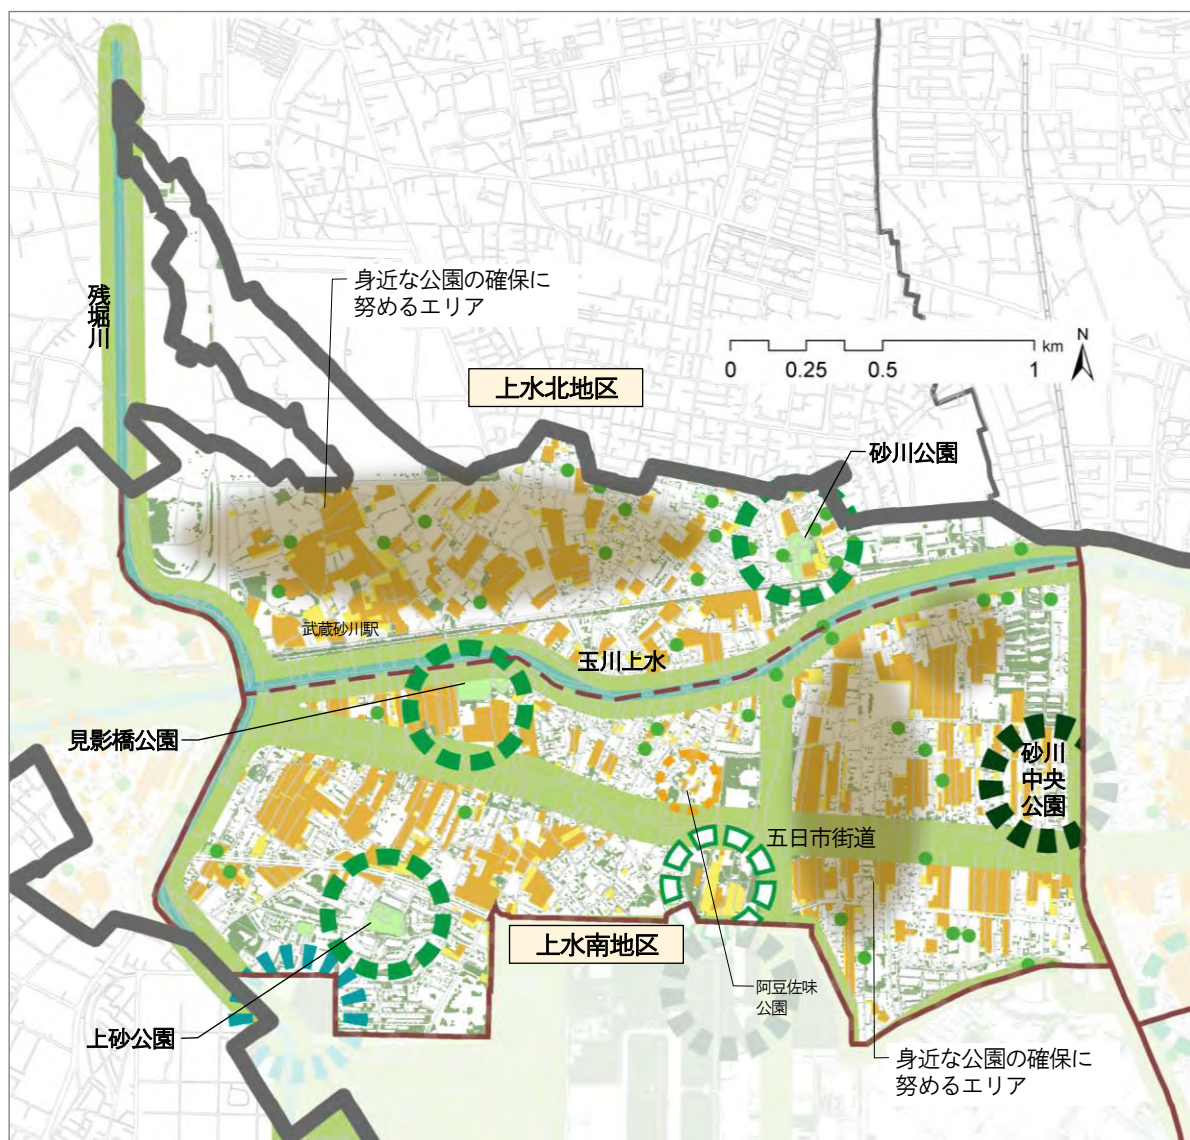 残堀川
身近な公園の確保に
努めるエリア
N
km
0 0.25 0.5 1
上水北地区
砂川公園
武蔵砂川駅
玉川上水
見影橋公園
砂川
中央
公園
五日市街道
上水南地区
阿豆佐味
公園
上砂公園
身近な公園の確保に
努めるエリア